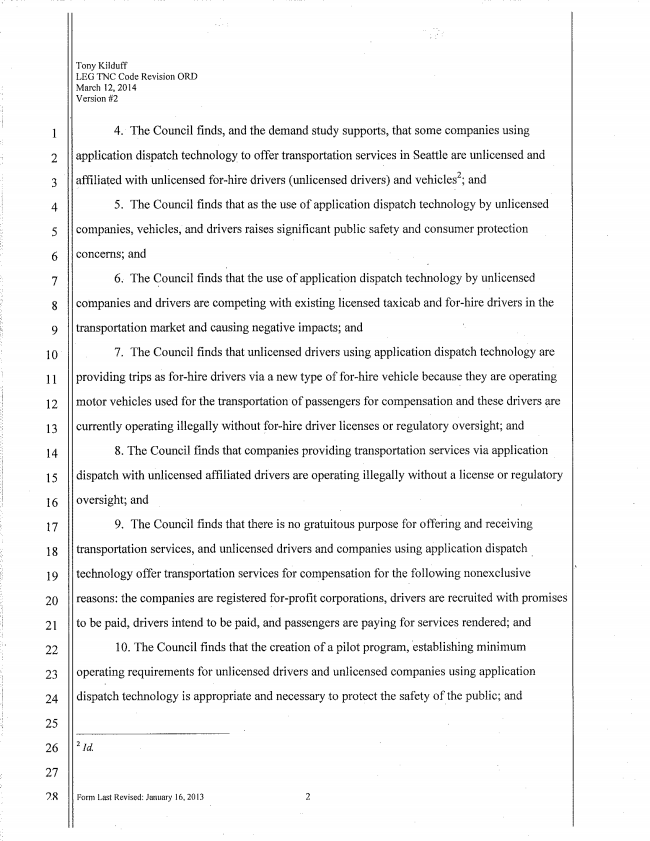 Tony Kilduff
LEG TNC Code Revision ORD
March 12, 2014
Version #2
1 4. The Council finds, and the demand study supports, that some companies using
2 application dispatch technology to offer transportation services in Seattle are unlicensed and
3 affiliated with unlicensed for-hire drivers (unlicensed drivers) and vehicles²; and
4 5. The Council finds that as the use of application dispatch technology by unlicensed
5 companies, vehicles, and drivers raises significant public safety and consumer protection
6 concerns; and
7 6. The Council finds that the use of application dispatch technology by unlicensed
8 companies and drivers are competing with existing licensed taxicab and for-hire drivers in the
9 transportation market and causing negative impacts; and
10 7. The Council finds that unlicensed drivers using application dispatch technology are
11 providing trips as for-hire drivers via a new type of for-hire vehicle because they are operating
12 motor vehicles used for the transportation of passengers for compensation and these drivers are
13 currently operating illegally without for-hire driver licenses or regulatory oversight; and
14 8. The Council finds that companies providing transportation services via application
15 dispatch with unlicensed affiliated drivers are operating illegally without a license or regulatory
16 oversight; and
17 9. The Council finds that there is no gratuitous purpose for offering and receiving
18 transportation services, and unlicensed drivers and companies using application dispatch
19 technology offer transportation services for compensation for the following nonexclusive
20 reasons: the companies are registered for-profit corporations, drivers are recruited with promises
21 to be paid, drivers intend to be paid, and passengers are paying for services rendered; and
22 10. The Council finds that the creation of a pilot program, establishing minimum
23 operating requirements for unlicensed drivers and unlicensed companies using application
24 dispatch technology is appropriate and necessary to protect the safety of the public; and
25
26 ² Id.
27
28 Form Last Revised: January 16, 2013 2